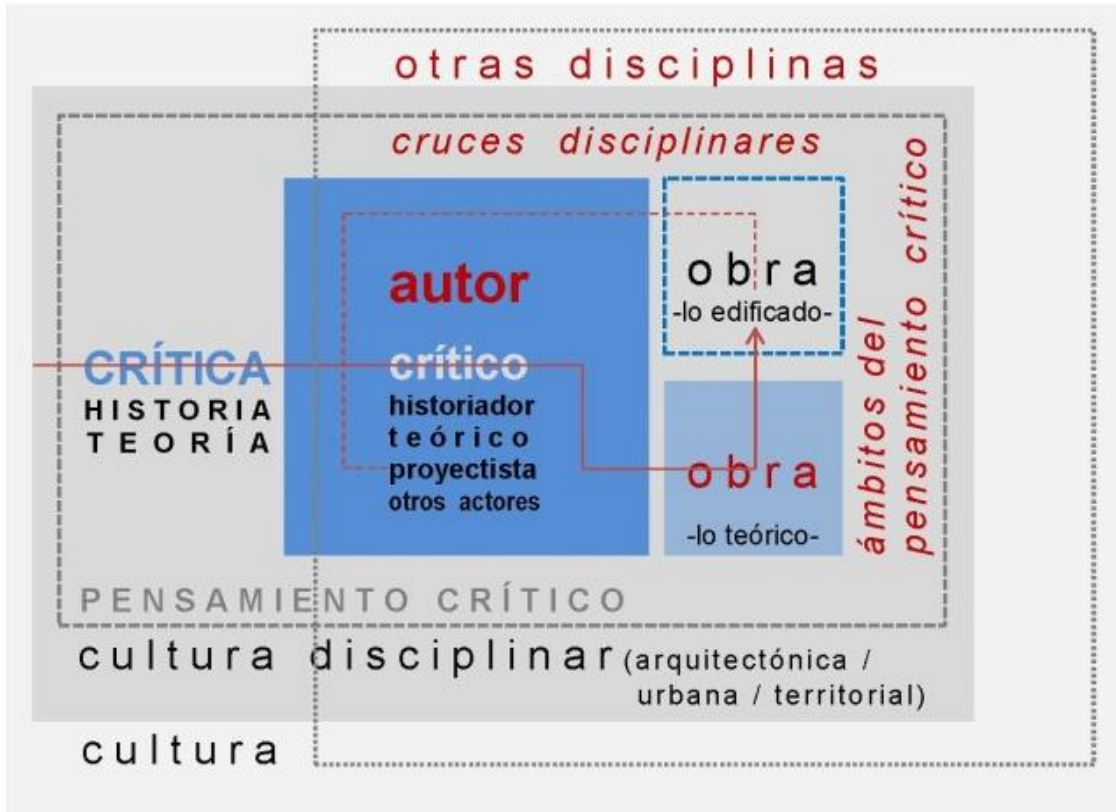 otras disciplinas
cruces disciplinares
ámbitos del
pensamiento crítico
autor
crítico
historiador
teórico
proyectista
otros actores
obra
-lo edificado-
obra
-lo teórico-
CRÍTICA
HISTORIA
TEORÍA
PENSAMIENTO CRÍTICO
cultura disciplinar (arquitectónica /
urbana / territorial)
cultura